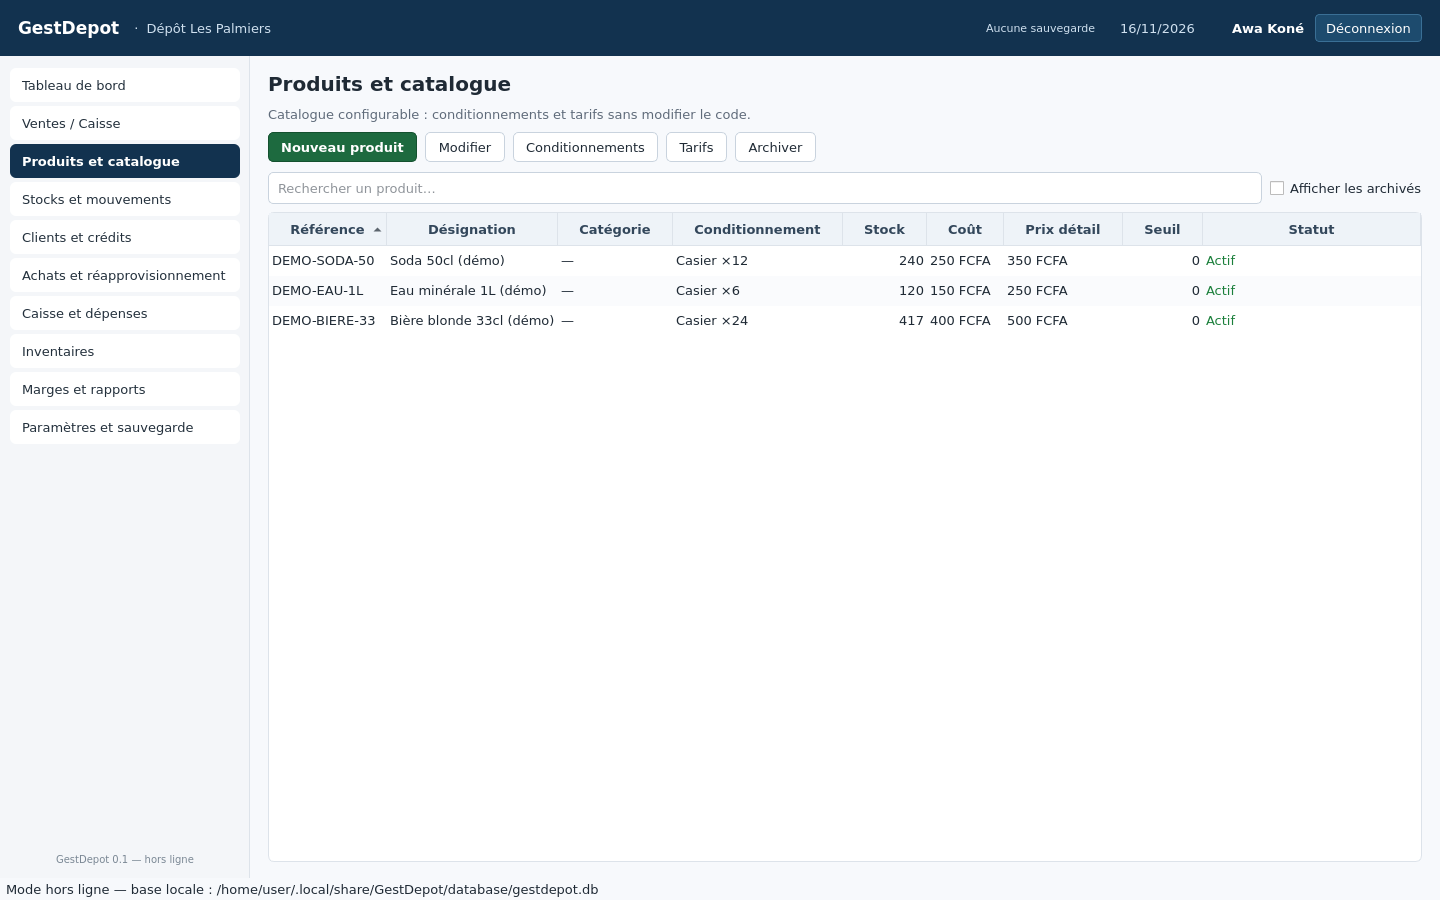 GestDepot · Dépôt Les Palmiers Aucune sauvegarde 16/11/2026 Awa Koné Déconnexion
Tableau de bord
Ventes / Caisse
Produits et catalogue
Stocks et mouvements
Clients et crédits
Achats et réapprovisionnement
Caisse et dépenses
Inventaires
Marges et rapports
Paramètres et sauvegarde
GestDepot 0.1 — hors ligne
Produits et catalogue
Catalogue configurable : conditionnements et tarifs sans modifier le code.
Nouveau produit Modifier Conditionnements Tarifs Archiver
Rechercher un produit... Afficher les archivés
Référence Désignation Catégorie Conditionnement Stock Coût Prix détail Seuil Statut
DEMO-SODA-50 Soda 50cl (démo) — Casier ×12 240 250 FCFA 350 FCFA 0 Actif
DEMO-EAU-1L Eau minérale 1L (démo) — Casier ×6 120 150 FCFA 250 FCFA 0 Actif
DEMO-BIERE-33 Bière blonde 33cl (démo) — Casier ×24 417 400 FCFA 500 FCFA 0 Actif
Mode hors ligne — base locale : /home/user/.local/share/GestDepot/database/gestdepot.db